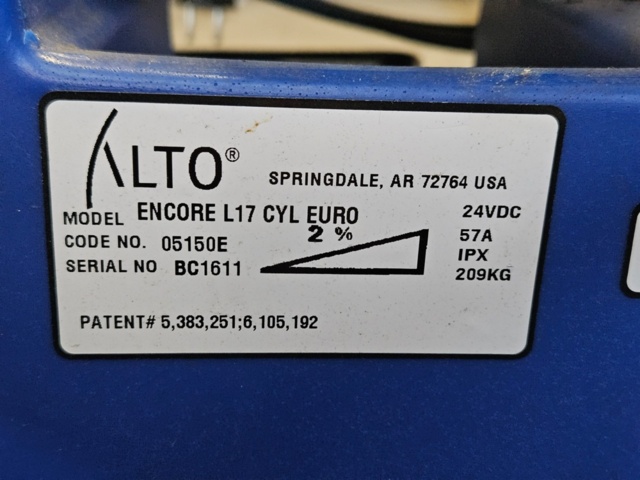 ALTO®
SPRINGDALE, AR 72764 USA
MODEL ENCORE L17 CYL EURO
24VDC
CODE NO. 05150E
2 %
57A
IPX
SERIAL NO BC1611
209KG
PATENT# 5,383,251;6,105,192